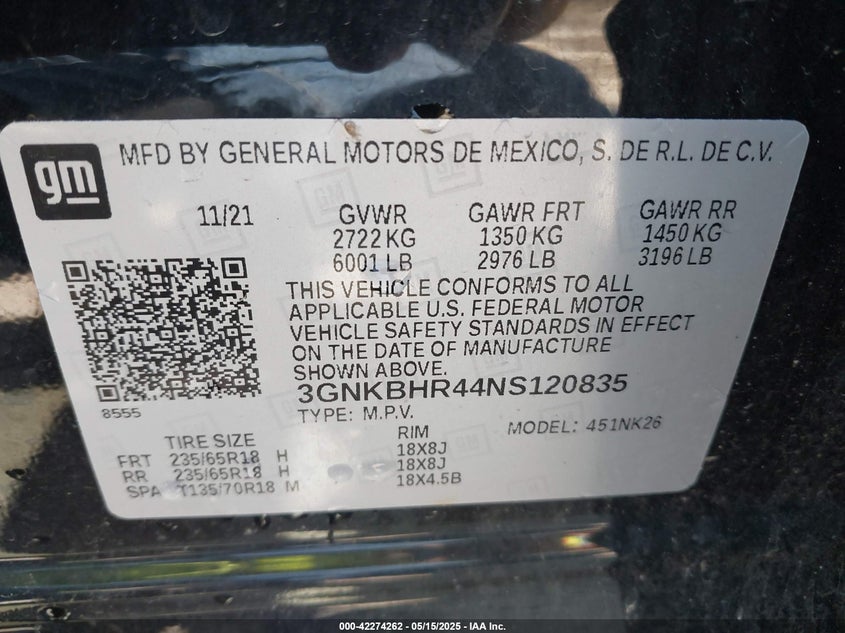 gm
MFD BY GENERAL MOTORS DE MEXICO, S. DE R.L. DE C.V.
11/21 GVWR GAWR FRT GAWR RR
2722 KG 1350 KG 1450 KG
6001 LB 2976 LB 3196 LB
THIS VEHICLE CONFORMS TO ALL
APPLICABLE U.S. FEDERAL MOTOR
VEHICLE SAFETY STANDARDS IN EFFECT
ON THE DATE OF MANUFACTURE
SHOWN ABOVE.
3GNKBHR44NS120835
8555
TYPE: M.P.V. MODEL: 451NK26
TIRE SIZE RIM
FRT 235/65R18 H 18X8J
RR 235/65R18 H 18X8J
SPA T135/70R18 M 18X4.5B
000-42274262 - 05/15/2025 - IAA Inc.